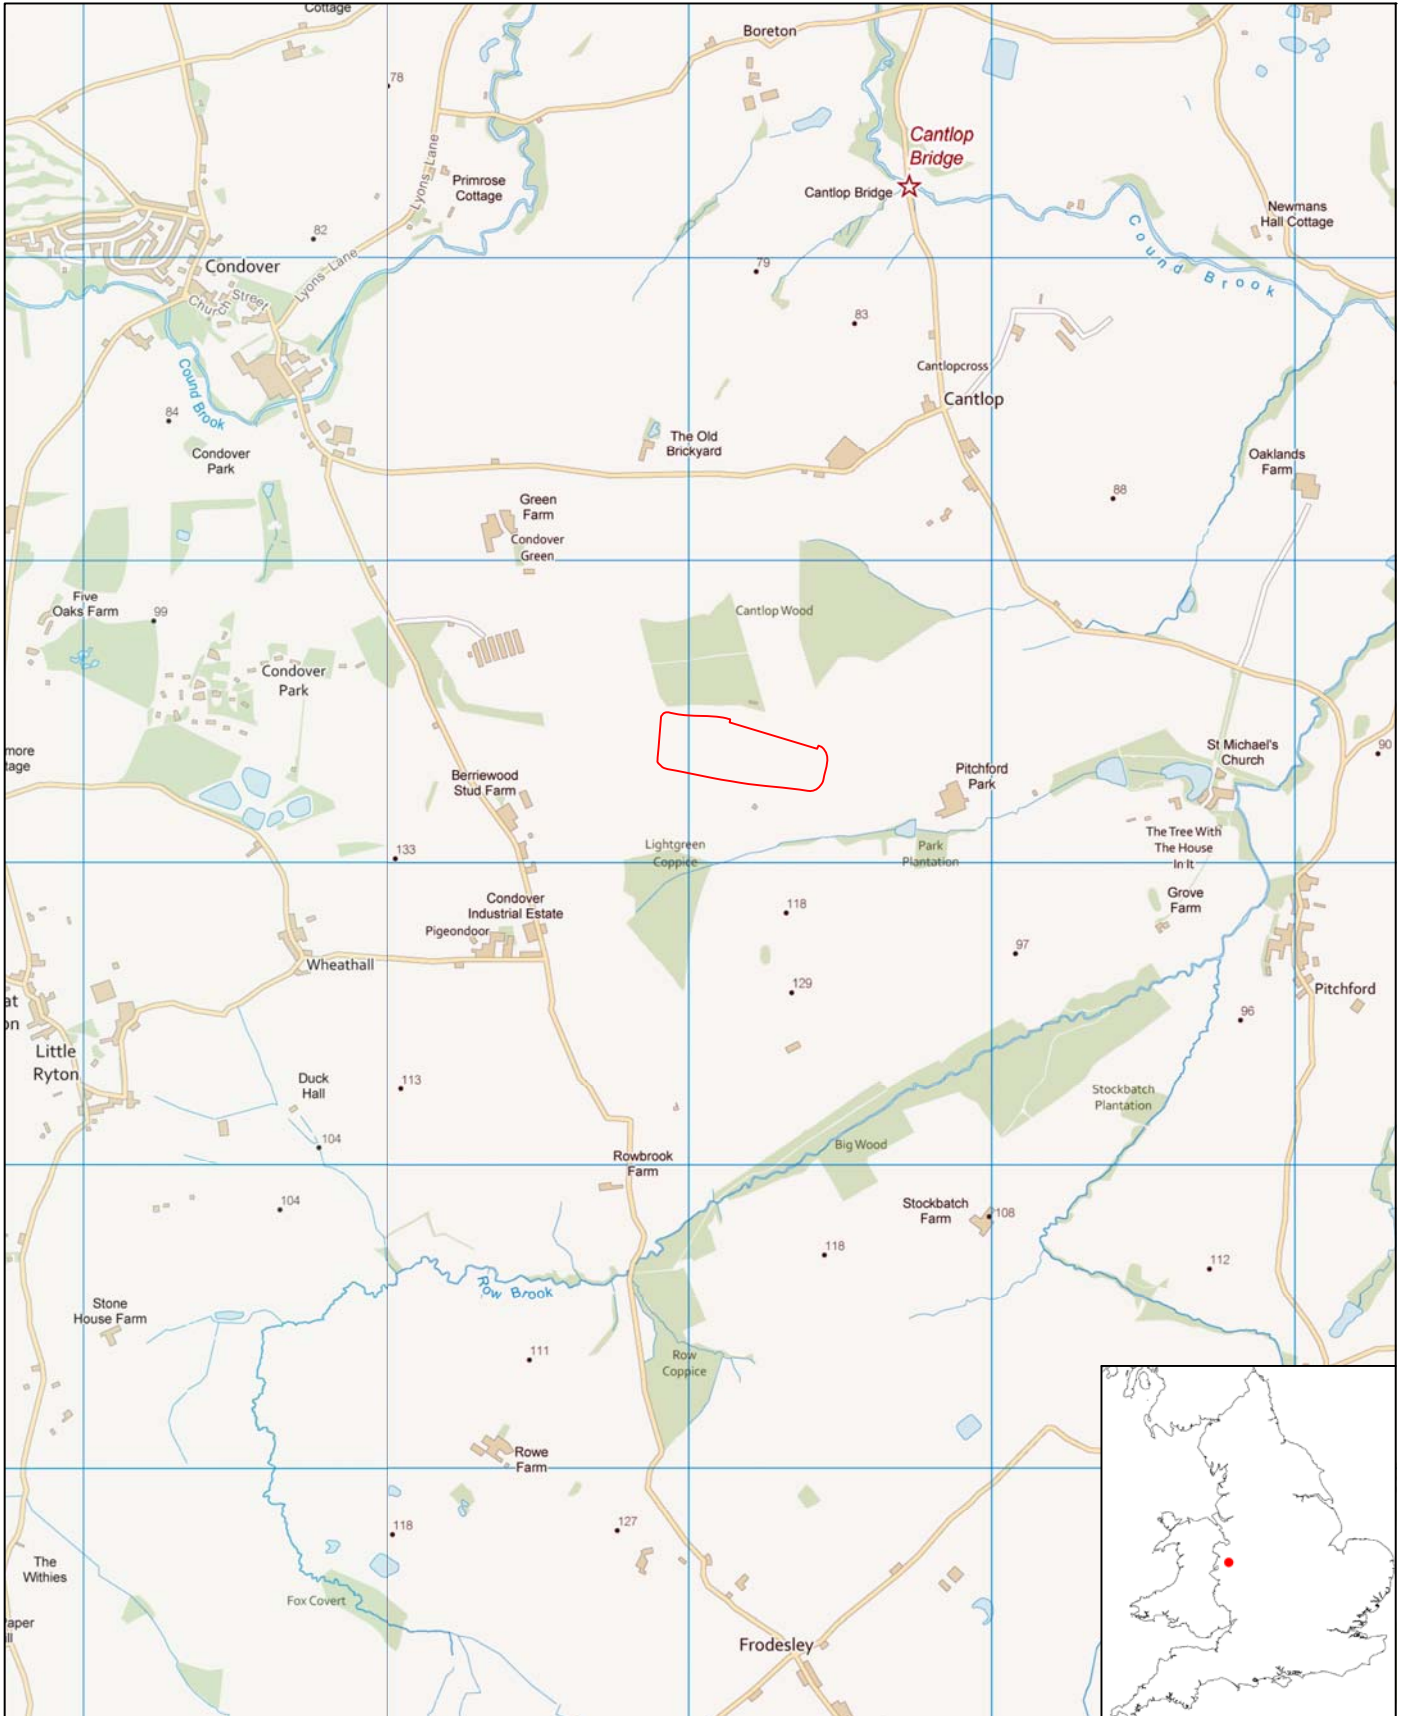 Cottage
Boreton
78
Cantlop
Bridge
Lyons-Lane
Primrose
Cottage
Cantlop Bridge
Newmans
Hall Cottage
82
Cound Brook
Condover
Lyons-Lane
79
Church Street
83
Cound Brook
Cantlopcross
Cantlop
84
The Old
Brickyard
Condover
Park
Oaklands
Farm
88
Green
Farm
Condover
Green
Five
Oaks Farm
99
Cantlop Wood
Condover
Park
more
tage
St Michael's
Church
90
Berriewood
Stud Farm
Pitchford
Park
The Tree With
The House
In It
133
Lightgreen
Coppice
Park
Plantation
Grove
Farm
Condover
Industrial Estate
Pigeondoor
118
97
Wheathall
129
Pitchford
at
on
96
Little
Ryton
Duck
Hall
113
Stockbatch
Plantation
104
Big Wood
Rowbrook
Farm
104
Stockbatch
Farm
108
118
112
Row Brook
Stone
House Farm
111
Row
Coppice
Rowe
Farm
118
127
The
Withies
Fox Covert
aper
ill
Frodesley